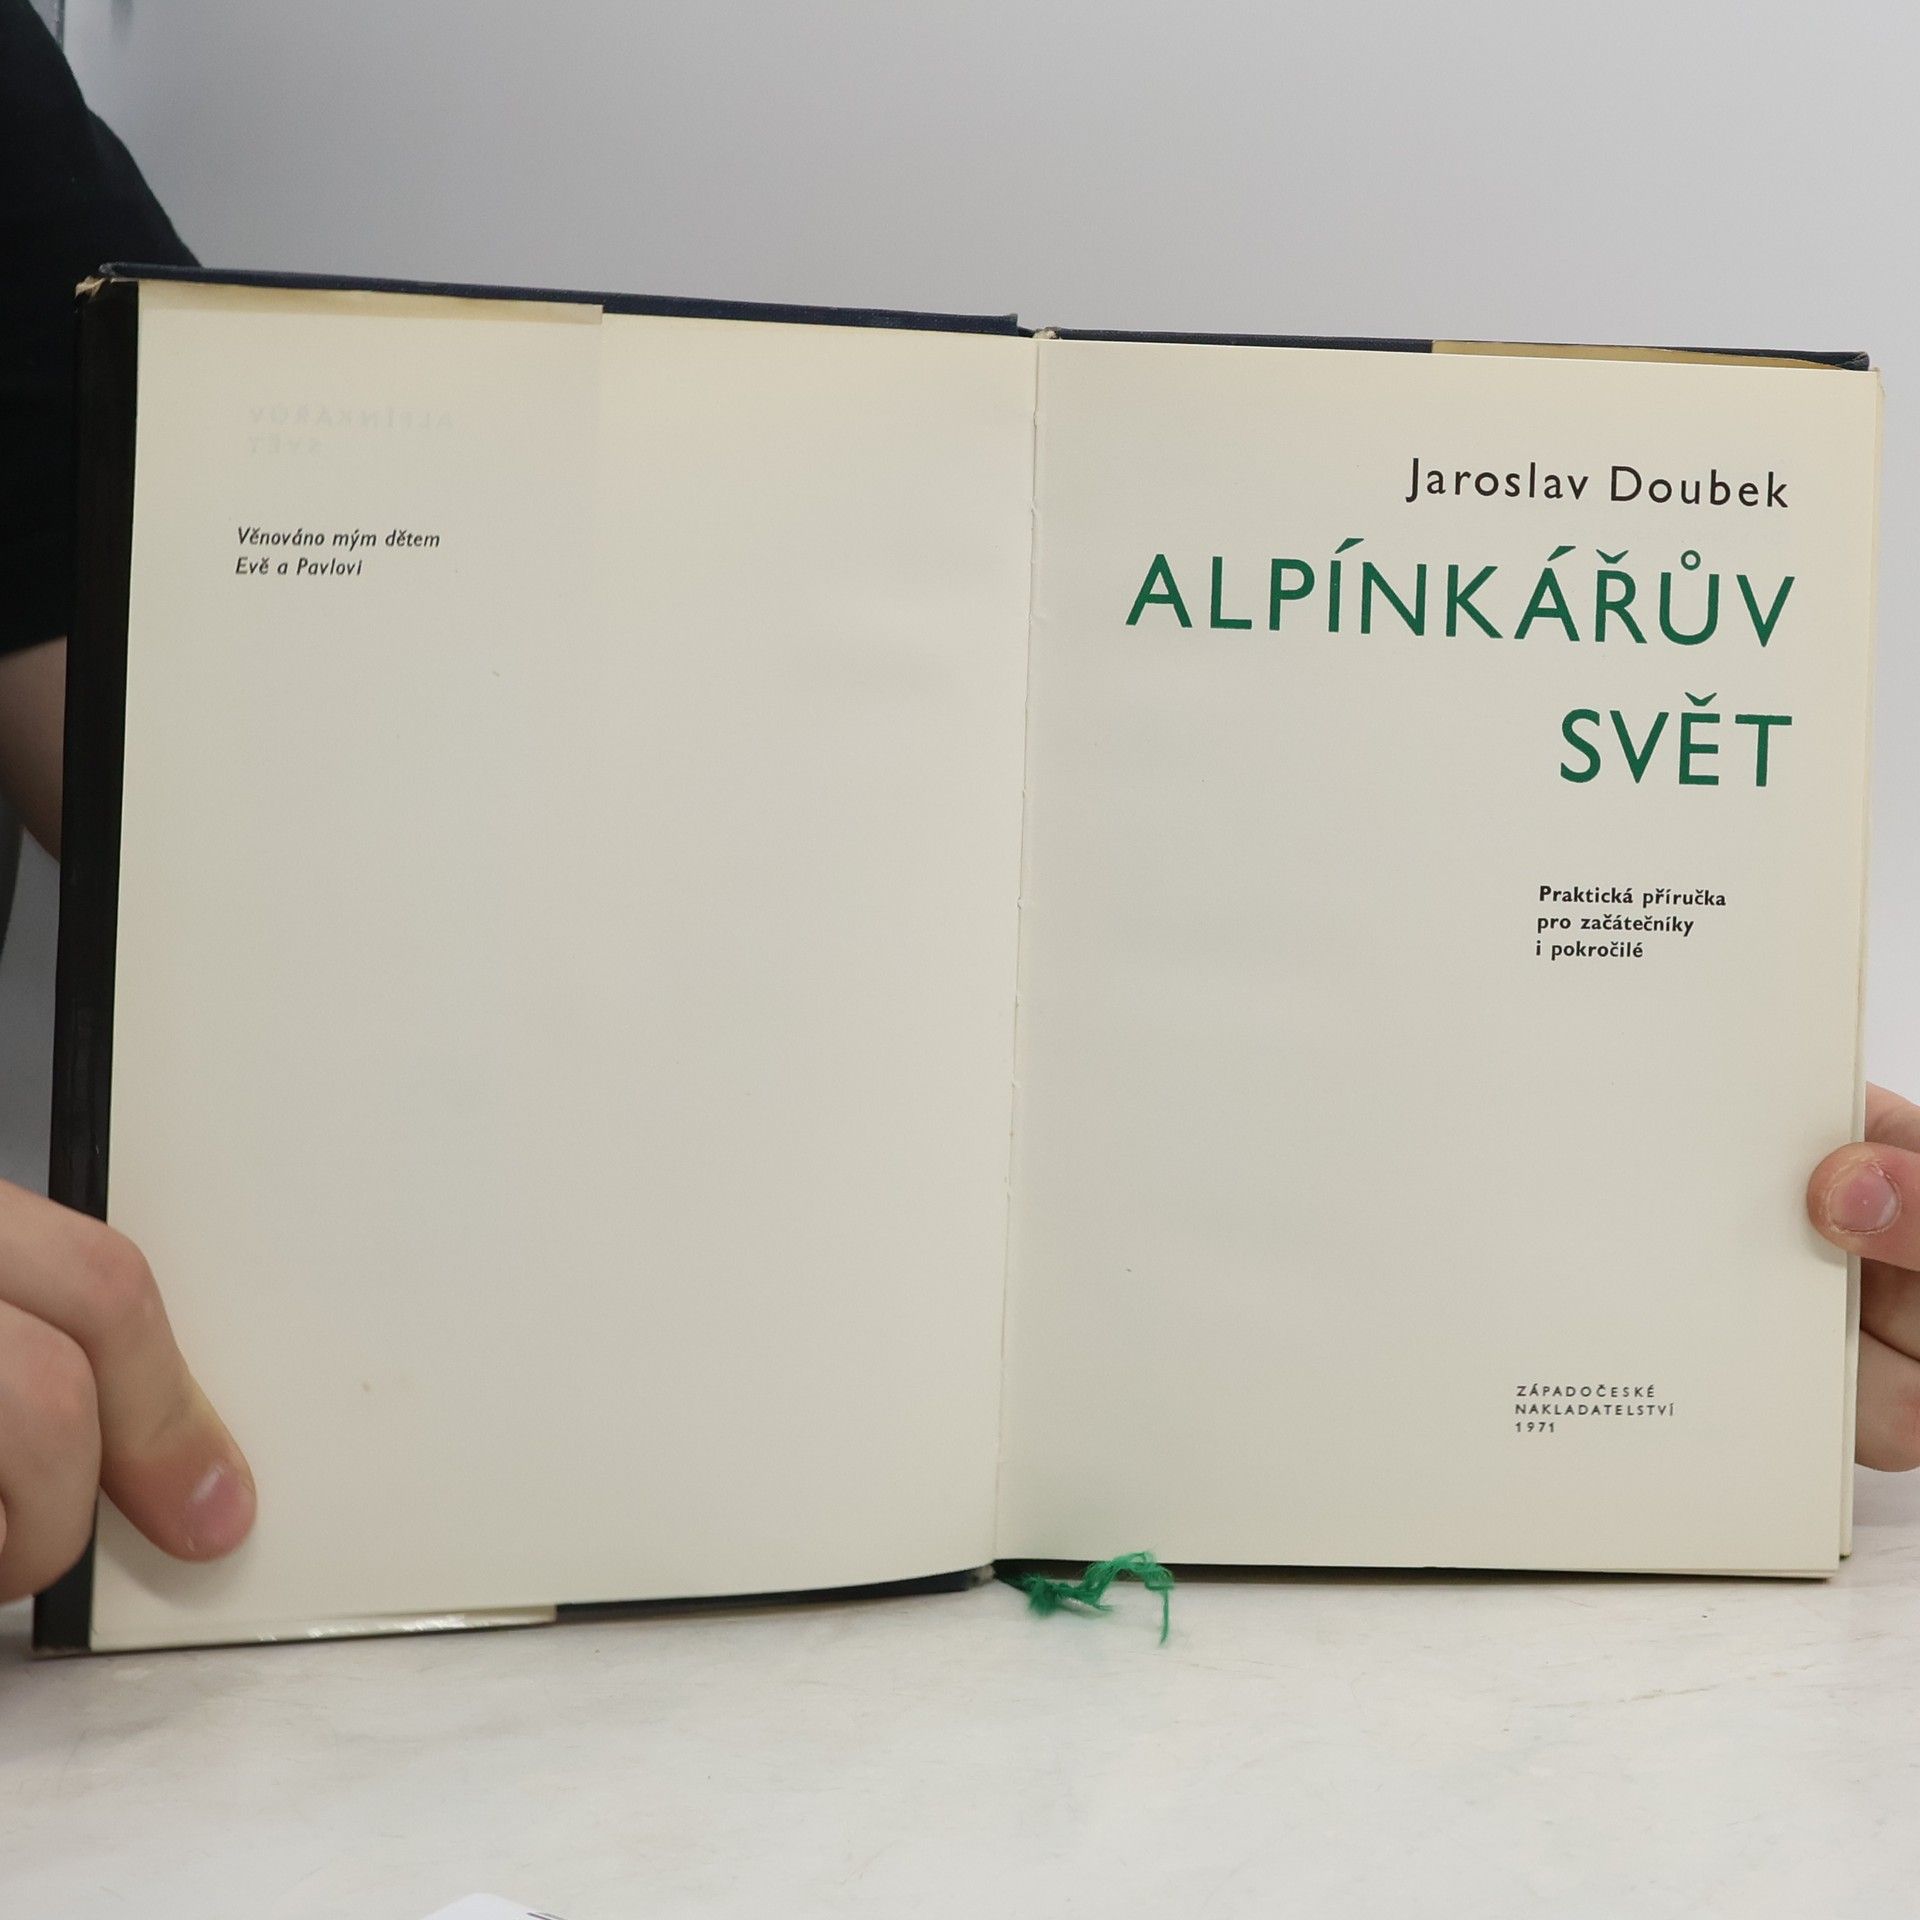 Věnováno mým dětem
Evě a Pavlovi
Jaroslav Doubek
ALPÍNKÁŘŮV
SVĚT
Praktická příručka
pro začátečníky
i pokročilé
ZÁPADOČESKÉ
NAKLADATELSTVÍ
1971